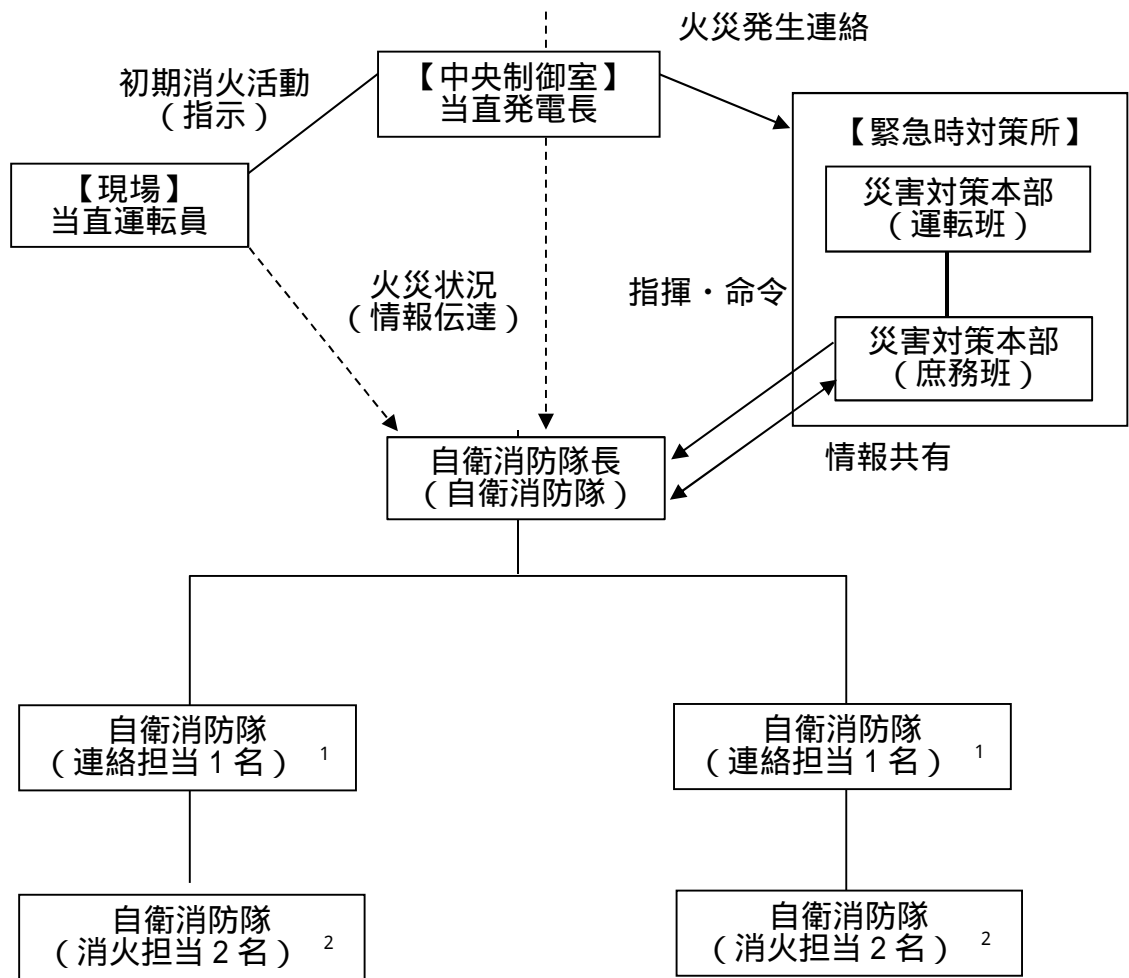 火災発生連絡
初期消火活動
（指示）
【中央制御室】
当直発電長
【緊急時対策所】
災害対策本部
（運転班）
【現場】
当直運転員
火災状況
（情報伝達）
指揮・命令
災害対策本部
（庶務班）
自衛消防隊長
（自衛消防隊）
情報共有
自衛消防隊
（連絡担当１名） 1
自衛消防隊
（連絡担当１名） 1
自衛消防隊
（消火担当２名） 2
自衛消防隊
（消火担当２名） 2